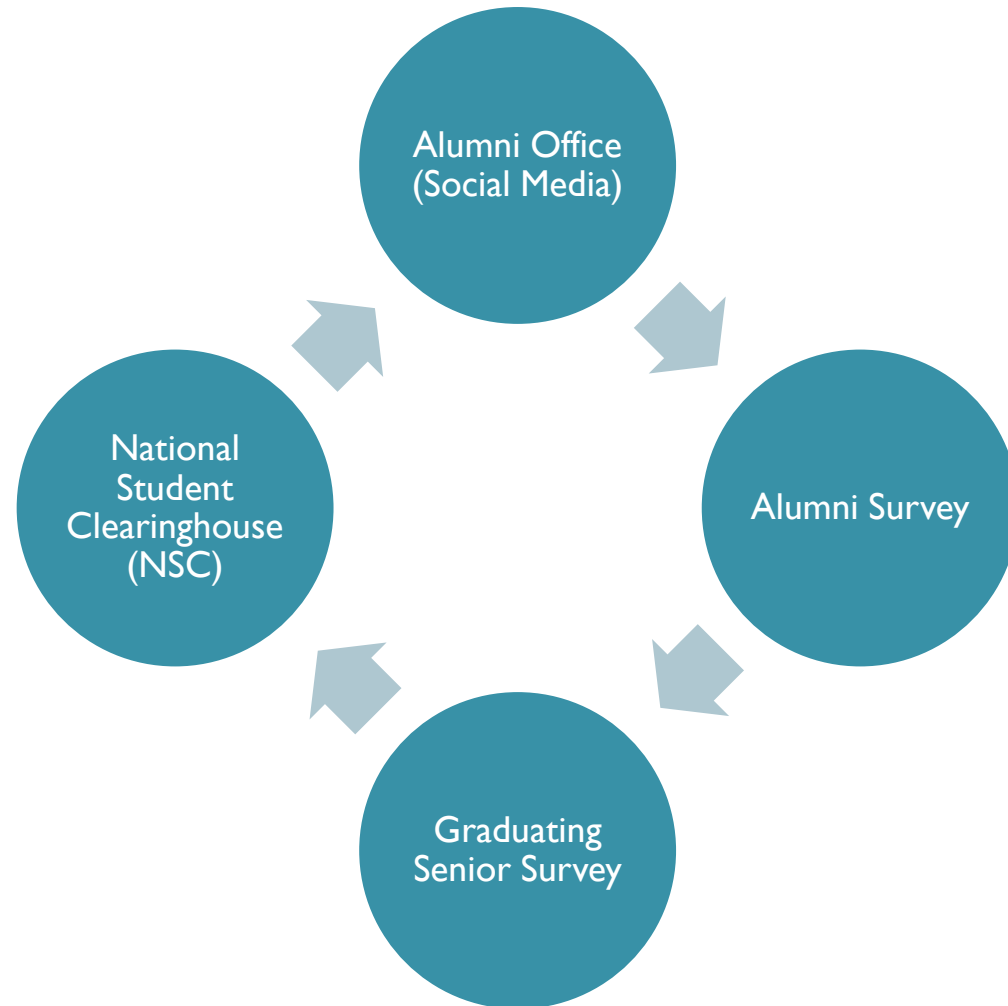 Alumni Office
(Social Media)
National
Student
Clearinghouse
(NSC)
Alumni Survey
Graduating
Senior Survey